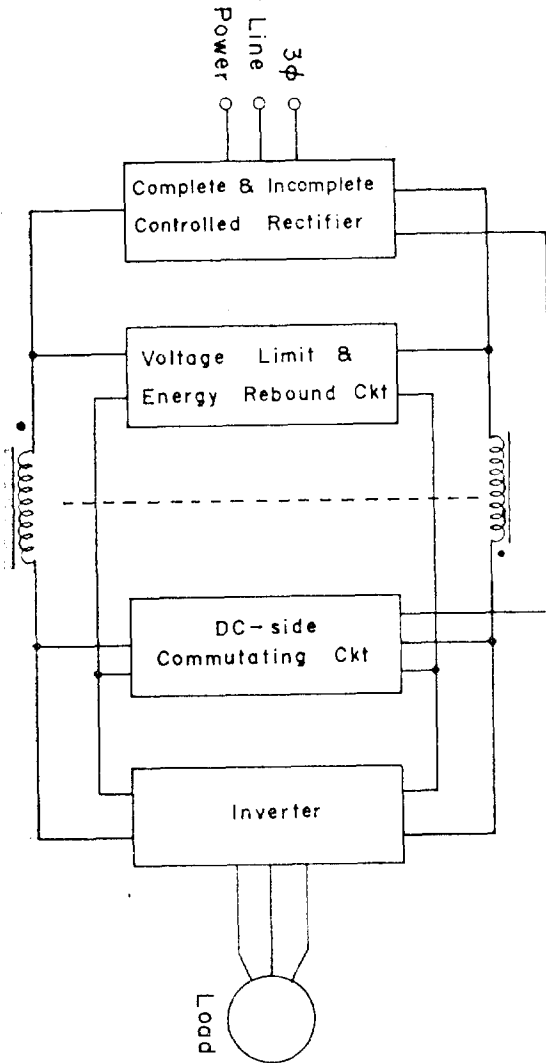 3ϕ
Line
Power
Complete & Incomplete
Controlled Rectifier
Voltage Limit &
Energy Rebound Ckt
DC-side
Commutating Ckt
Inverter
Load